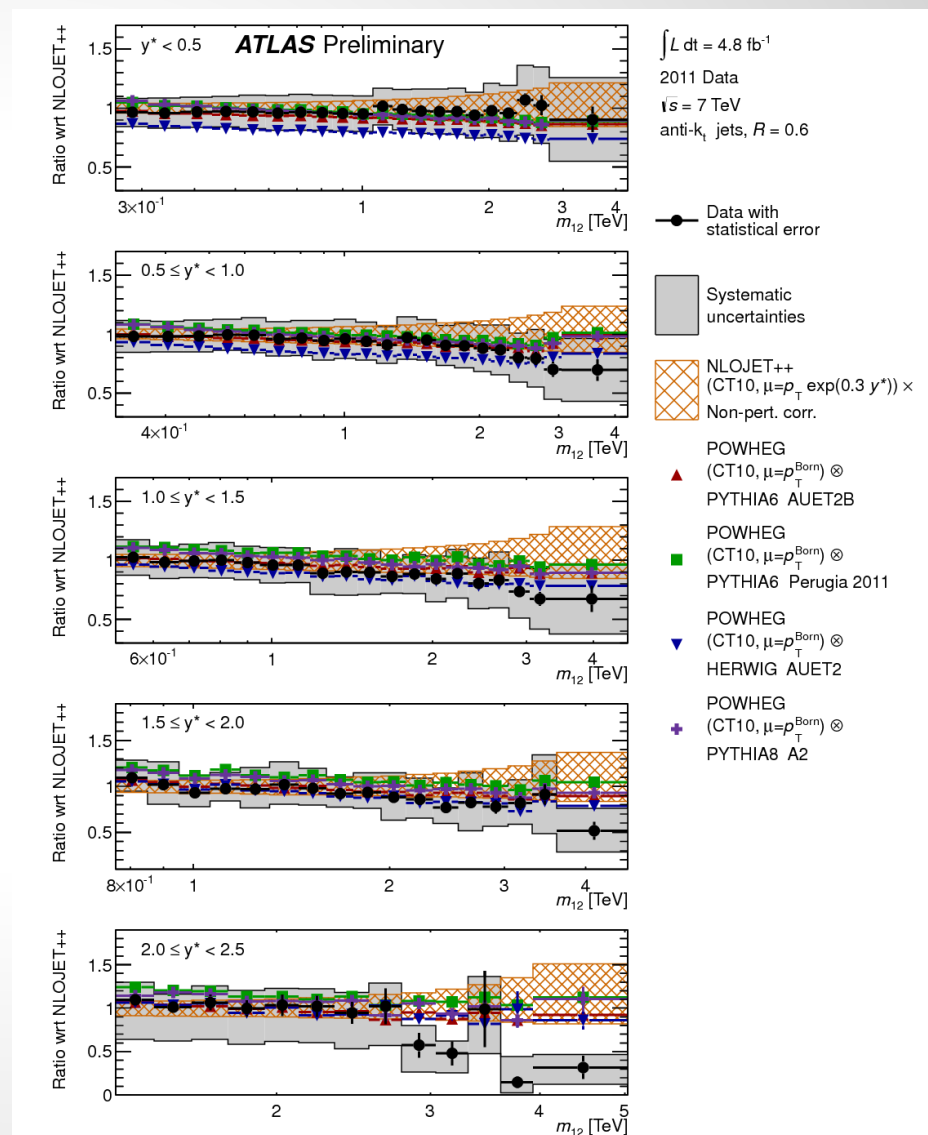 y* < 0.5 ATLAS Preliminary
Ratio wrt NLOJET++
1.5
1
0.5
3×10⁻¹ 1 2 3 4
m₁₂ [TeV]
0.5 ≤ y* < 1.0
Ratio wrt NLOJET++
1.5
1
0.5
4×10⁻¹ 1 2 3 4
m₁₂ [TeV]
1.0 ≤ y* < 1.5
Ratio wrt NLOJET++
1.5
1
0.5
6×10⁻¹ 1 2 3 4
m₁₂ [TeV]
1.5 ≤ y* < 2.0
Ratio wrt NLOJET++
1.5
1
0.5
8×10⁻¹ 1 2 3 4
m₁₂ [TeV]
2.0 ≤ y* < 2.5
Ratio wrt NLOJET++
1.5
1
0.5
0
2 3 4 5
m₁₂ [TeV]
∫L dt = 4.8 fb⁻¹
2011 Data
√s = 7 TeV
anti-kₜ jets, R = 0.6
Data with
statistical error
Systematic
uncertainties
NLOJET++
(CT10, μ=p_T exp(0.3 y*)) ×
Non-pert. corr.
POWHEG
(CT10, μ=p_T^Born) ⊗
PYTHIA6 AUET2B
POWHEG
(CT10, μ=p_T^Born) ⊗
PYTHIA6 Perugia 2011
POWHEG
(CT10, μ=p_T^Born) ⊗
HERWIG AUET2
POWHEG
(CT10, μ=p_T^Born) ⊗
PYTHIA8 A2